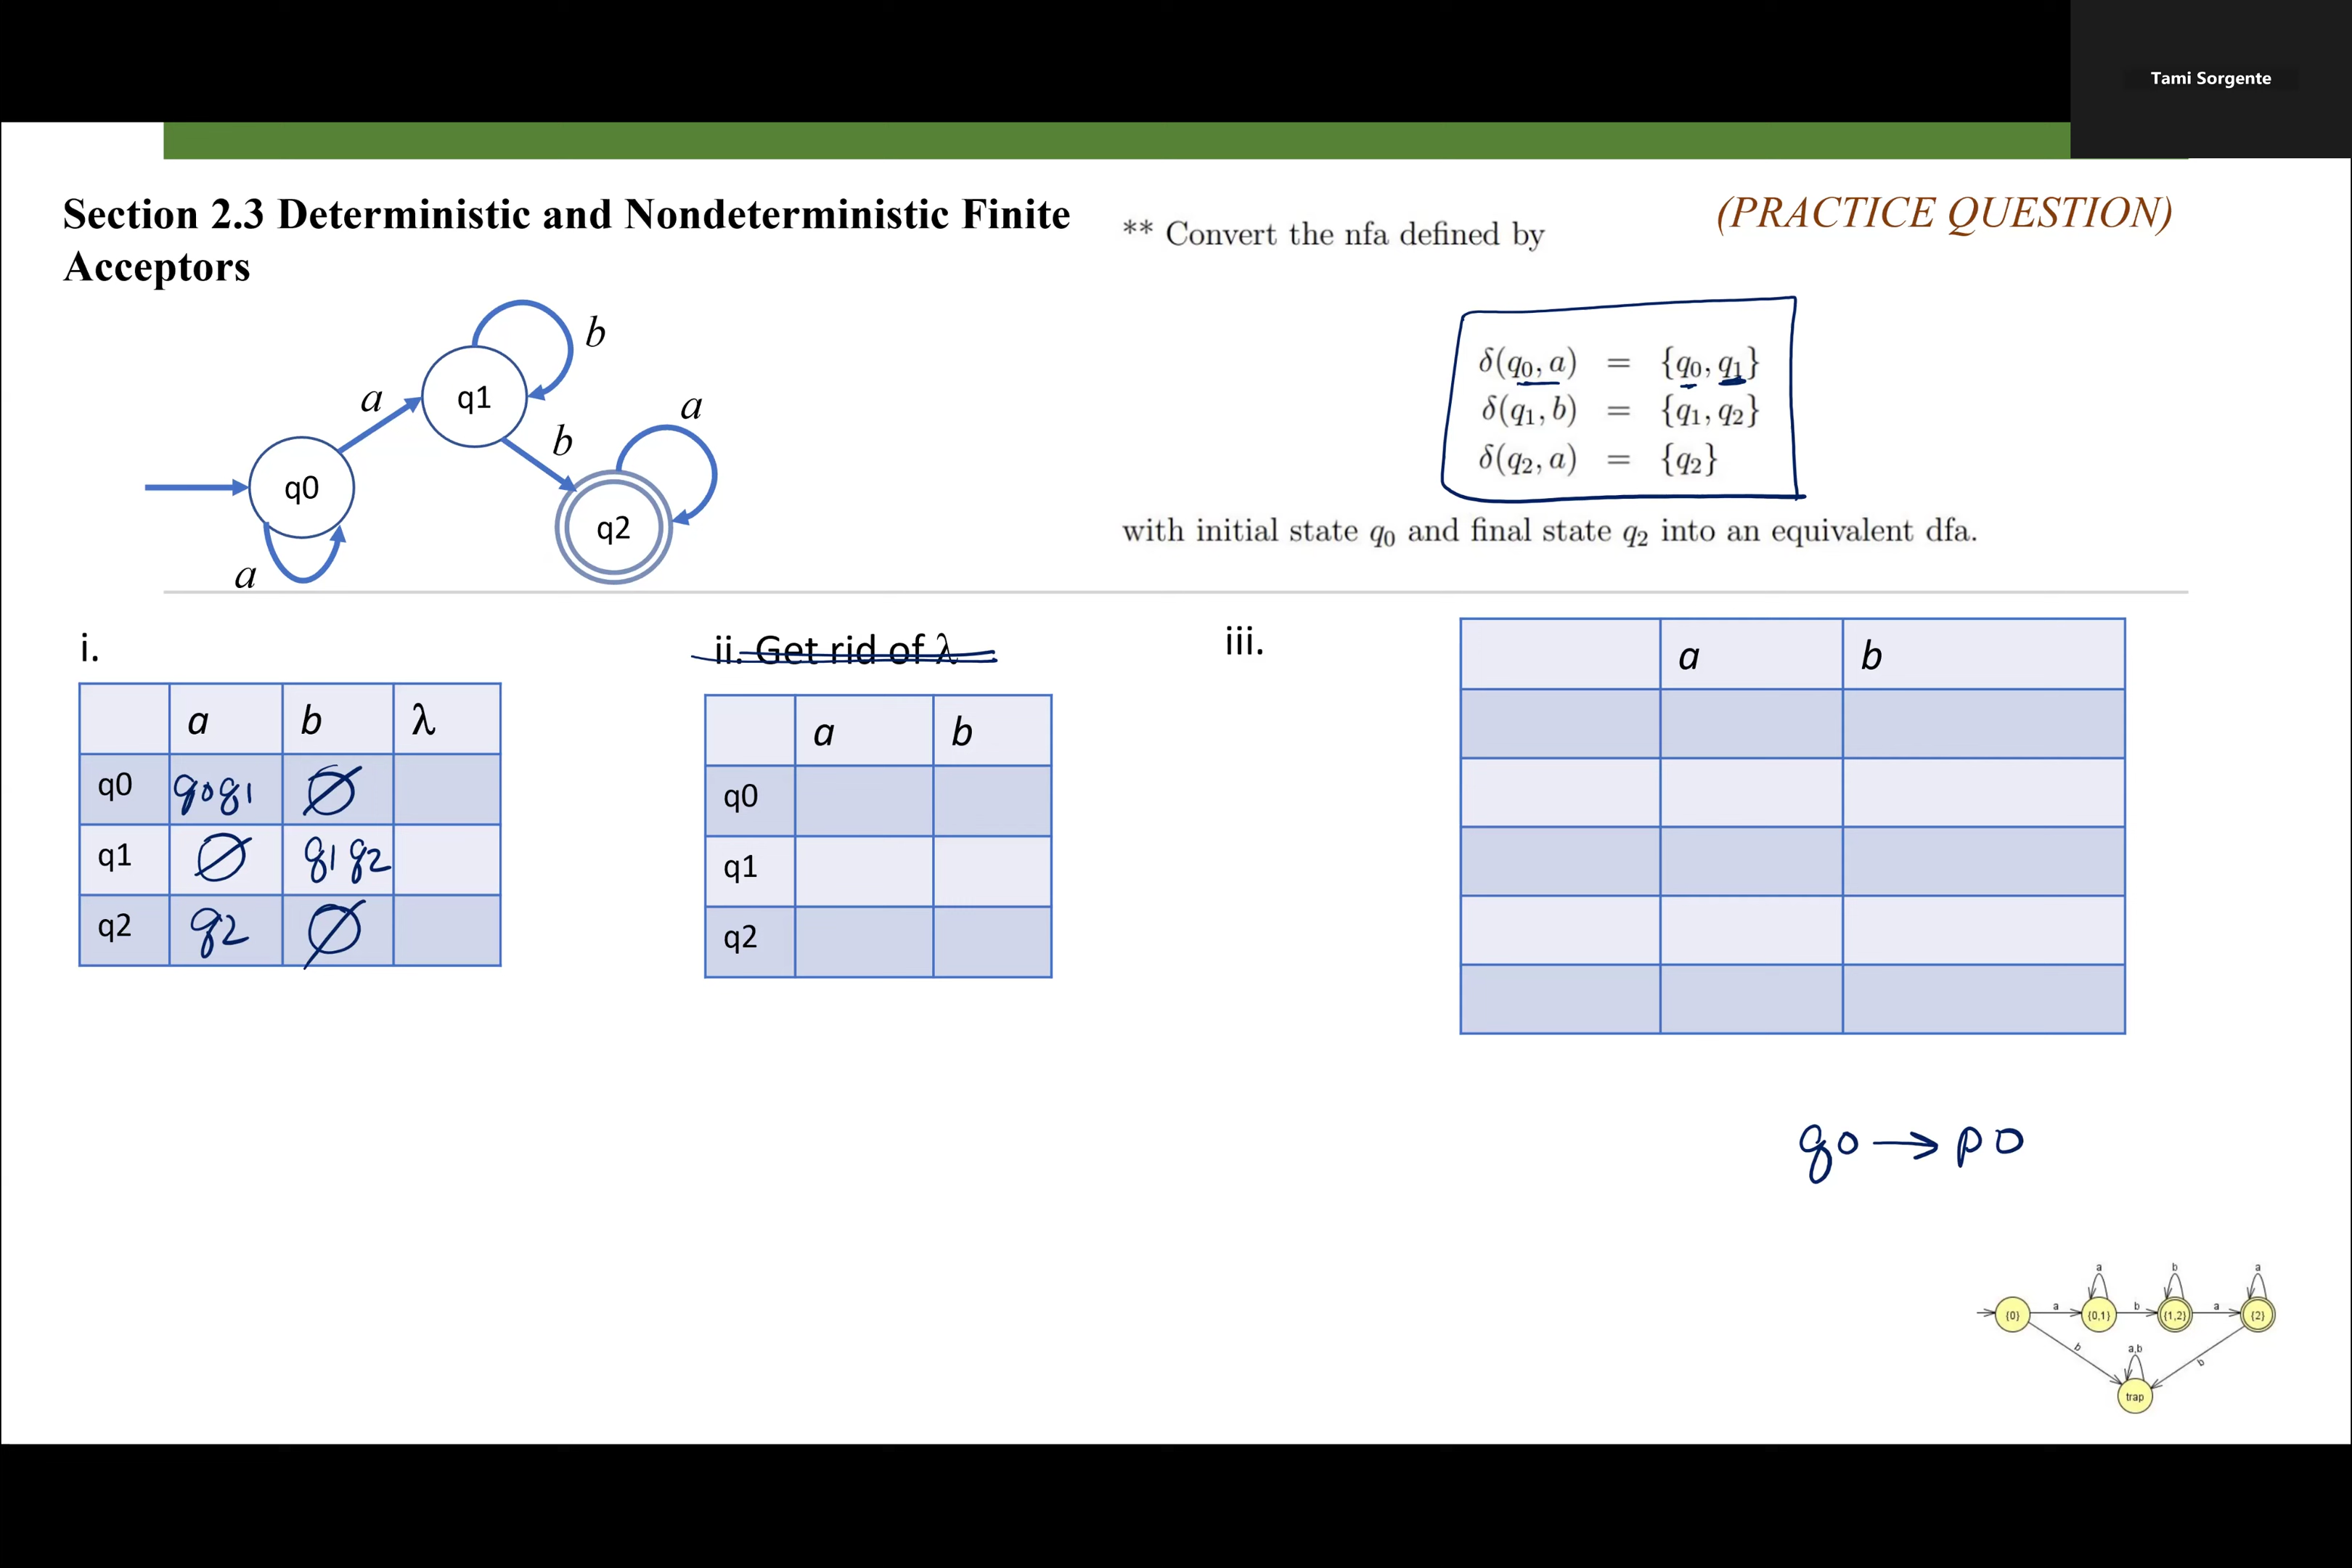 Tami Sorgente
Section 2.3 Deterministic and Nondeterministic Finite
Acceptors
** Convert the nfa defined by
(PRACTICE QUESTION)
δ(q0, a) = {q0, q1}
δ(q1, b) = {q1, q2}
δ(q2, a) = {q2}
with initial state q0 and final state q2 into an equivalent dfa.
b
a
q1
a
b
q0
q2
a
i.
a b λ
q0 q0q1 ∅
q1 ∅ q1 q2
q2 q2 ∅
ii. Get rid of λ
a b
q0
q1
q2
iii.
a b
q0 → p0
a b a
{0} a {0,1} b {1,2} a {2}
b a,b b
trap